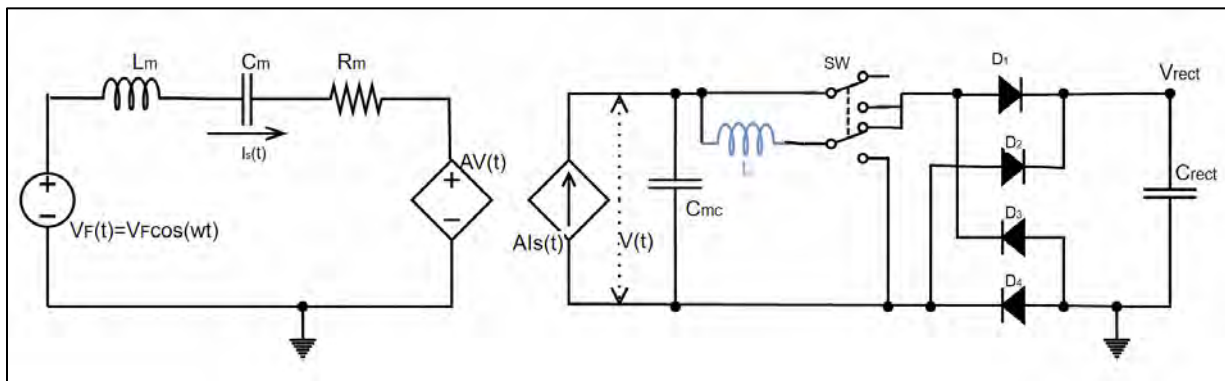 Lm
Cm
Rm
Is(t)
+
−
VF(t)=VFcos(wt)
AV(t)
+
−
AIs(t)
V(t)
Cmc
L
SW
D1
D2
D3
D4
Vrect
Crect